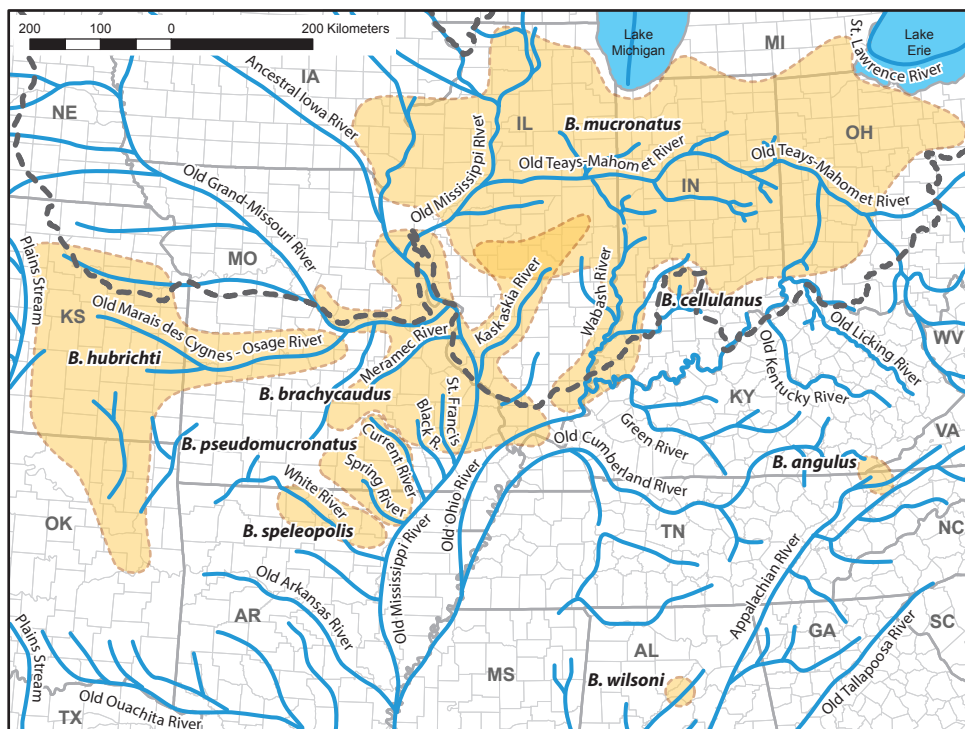 200
100
0
200 Kilometers
Lake
Michigan
MI
Lake
Erie
St. Lawrence River
IA
NE
Ancestral Iowa River
IL
B. mucronatus
OH
Old Mississippi River
Old Teays-Mahomet River
Old Teays-Mahomet River
IN
Old Grand-Missouri River
MO
Plains Stream
KS
Old Marais des Cygnes - Osage River
Kaskaskia River
Wabash River
B. cellulanus
Old Licking River
WV
B. hubrichti
Meramec River
Old Kentucky River
KY
B. brachycaudus
St. Francis
Black R.
Green River
VA
B. pseudomucronatus
Current River
Spring River
Old Cumberland River
B. angulus
White River
OK
B. speleopolis
Old Mississippi River
Old Ohio River
TN
NC
Old Arkansas River
Appalachian River
AR
GA
SC
Plains Stream
AL
MS
B. wilsoni
Old Tallapoosa River
Old Ouachita River
TX